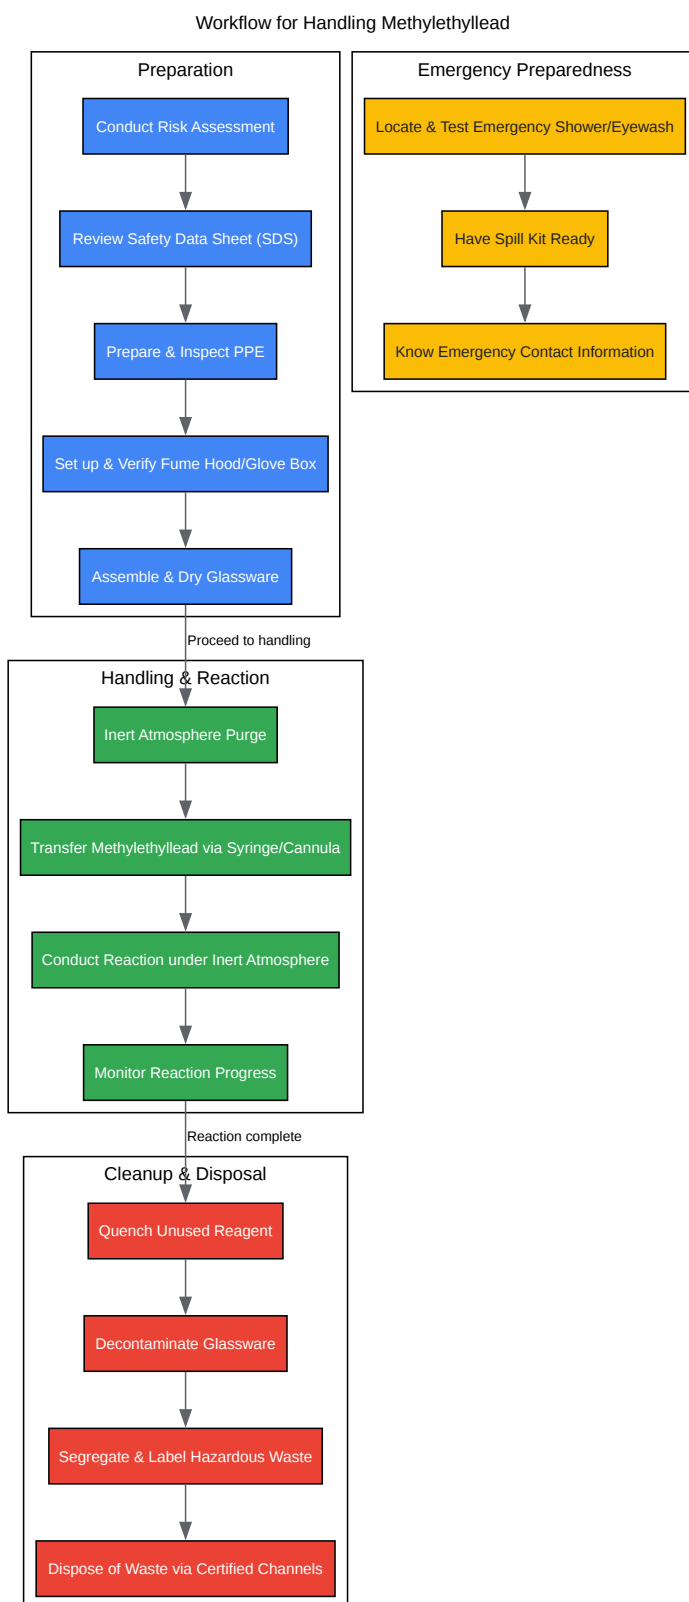 Workflow for Handling Methylethyllead
Preparation
Conduct Risk Assessment
Review Safety Data Sheet (SDS)
Prepare & Inspect PPE
Set up & Verify Fume Hood/Glove Box
Assemble & Dry Glassware
Emergency Preparedness
Locate & Test Emergency Shower/Eyewash
Have Spill Kit Ready
Know Emergency Contact Information
Proceed to handling
Handling & Reaction
Inert Atmosphere Purge
Transfer Methylethyllead via Syringe/Cannula
Conduct Reaction under Inert Atmosphere
Monitor Reaction Progress
Reaction complete
Cleanup & Disposal
Quench Unused Reagent
Decontaminate Glassware
Segregate & Label Hazardous Waste
Dispose of Waste via Certified Channels